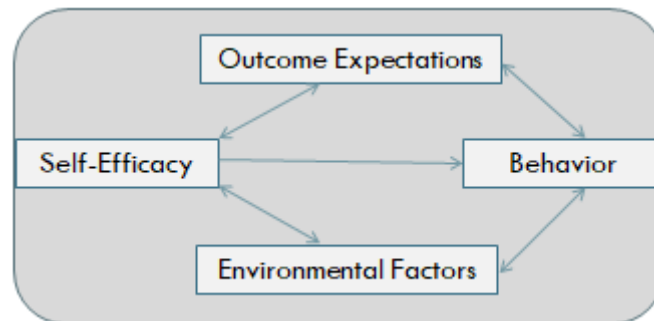 Outcome Expectations
Self-Efficacy
Behavior
Environmental Factors